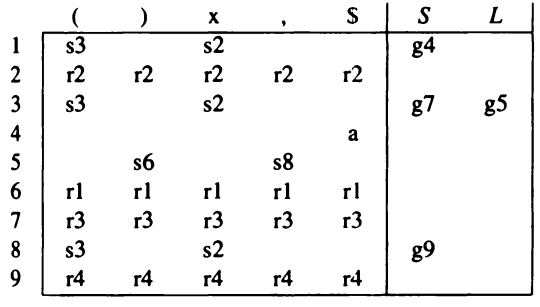 ( ) x , $ S L
1 s3 s2 g4
2 r2 r2 r2 r2 r2
3 s3 s2 g7 g5
4 a
5 s6 s8
6 r1 r1 r1 r1 r1
7 r3 r3 r3 r3 r3
8 s3 s2 g9
9 r4 r4 r4 r4 r4